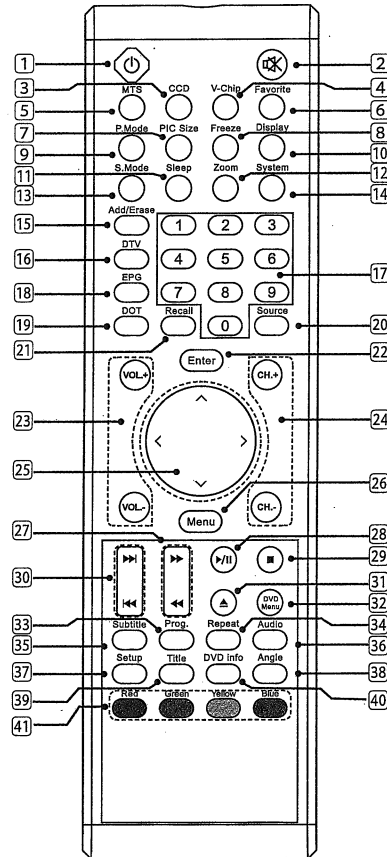 1
2
3
MTS CCD V-Chip Favorite
4
5
6
7
P.Mode PIC Size Freeze Display
8
9
10
11
S.Mode Sleep Zoom System
12
13
14
Add/Erase
15
1 2 3
DTV
16
4 5 6
17
EPG
18
7 8 9
DOT Recall 0 Source
19
20
21
Enter
22
VOL.+ CH.+
23
24
25
26
VOL.- Menu CH.-
27
28
29
30
31
DVD Menu
32
33
34
Subtitle Prog. Repeat Audio
35
36
Setup Title DVD info Angle
37
38
39
40
Red Green Yellow Blue
41